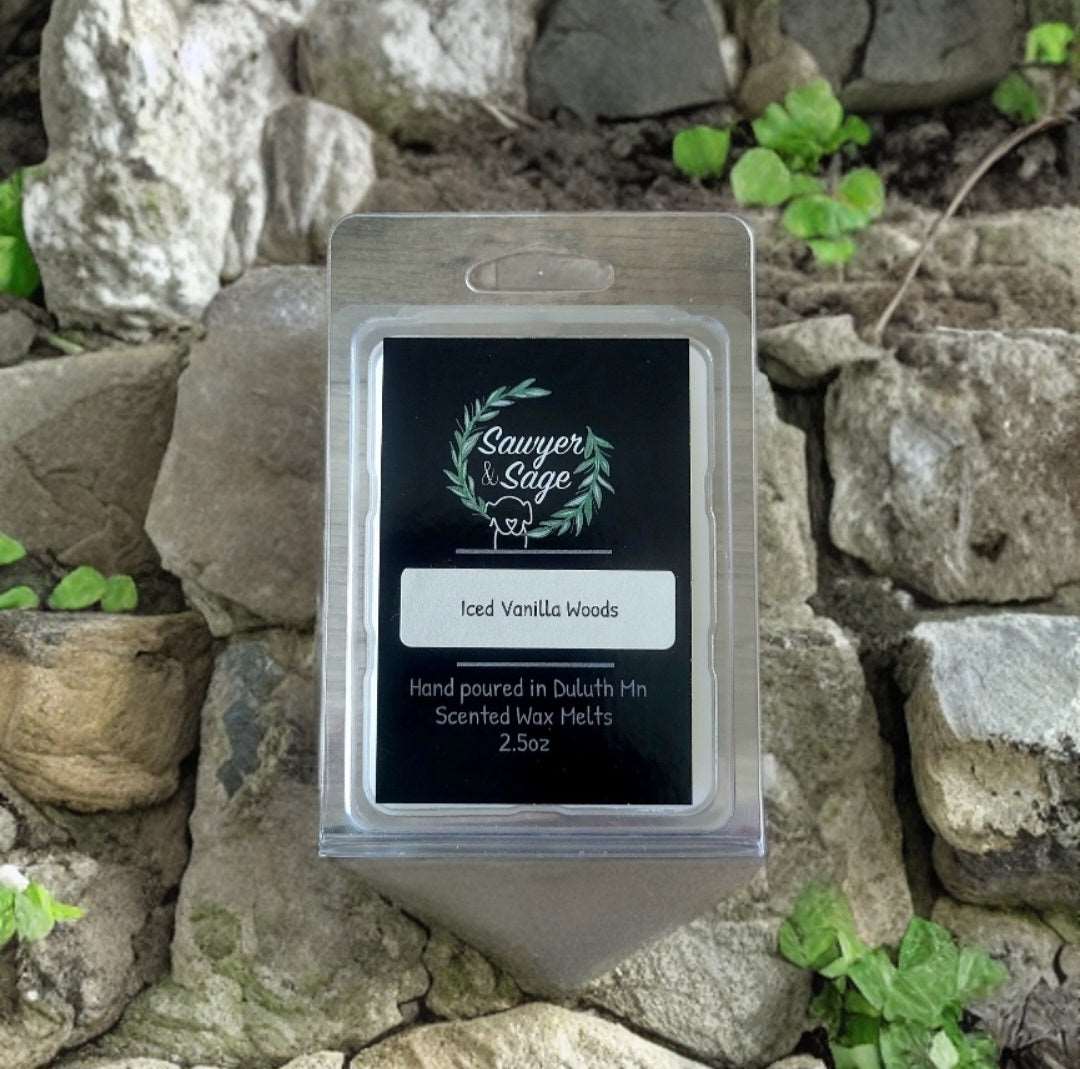 Sawyer
& Sage
Iced Vanilla Woods
Hand poured in Duluth Mn
Scented Wax Melts
2.5oz